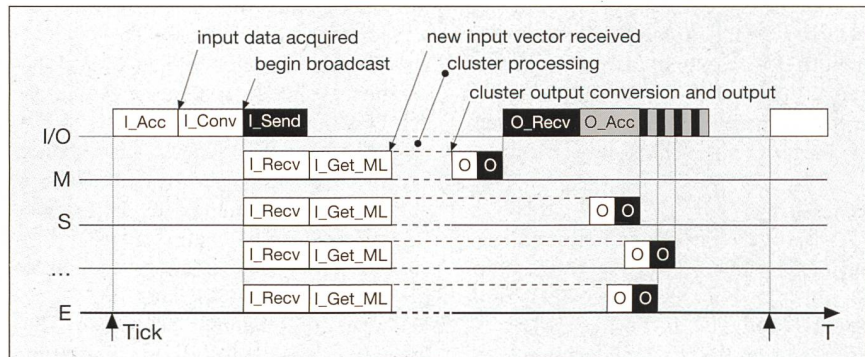 input data acquired
new input vector received
begin broadcast
cluster processing
cluster output conversion and output
I_Acc I_Conv I_Send O_Recv O_Acc
I/O
I_Recv I_Get_ML O O
M
I_Recv I_Get_ML O O
S
I_Recv I_Get_ML O O
...
I_Recv I_Get_ML O O
E
Tick T